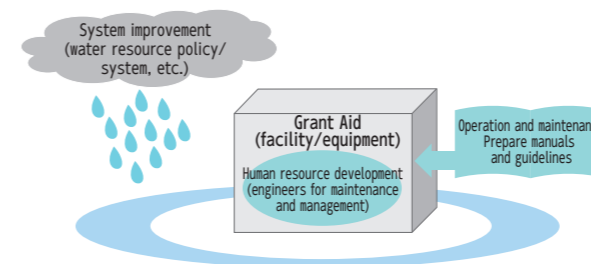 System improvement
(water resource policy/
system, etc.)
Grant Aid
(facility/equipment)
Human resource development
(engineers for maintenance
and management)
Operation and
Prepare manuals
and guidelines